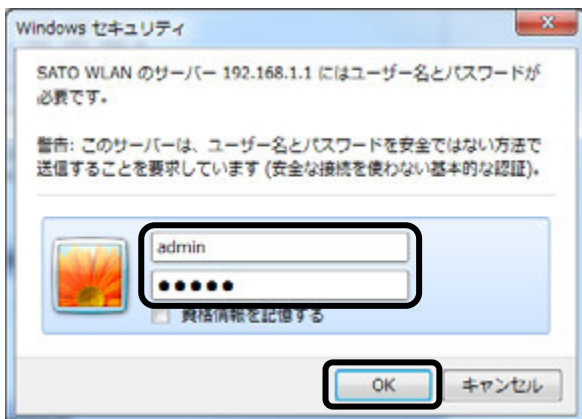 Windows セキュリティ
SATO WLAN のサーバー 192.168.1.1 にはユーザー名とパスワードが
必要です。
警告: このサーバーは、ユーザー名とパスワードを安全ではない方法で
送信することを要求しています (安全な接続を使わない基本的な認証)。
admin
●●●●●
資格情報を記憶する
OK
キャンセル